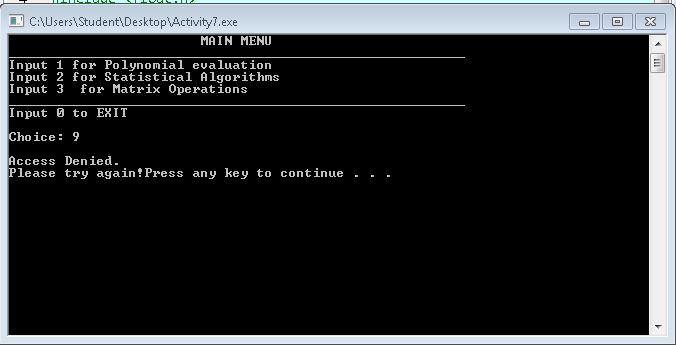 #include <float.h>
C:\Users\Student\Desktop\Activity7.exe
MAIN MENU
Input 1 for Polynomial evaluation
Input 2 for Statistical Algorithms
Input 3  for Matrix Operations
Input 0 to EXIT
Choice: 9
Access Denied.
Please try again!Press any key to continue . . .